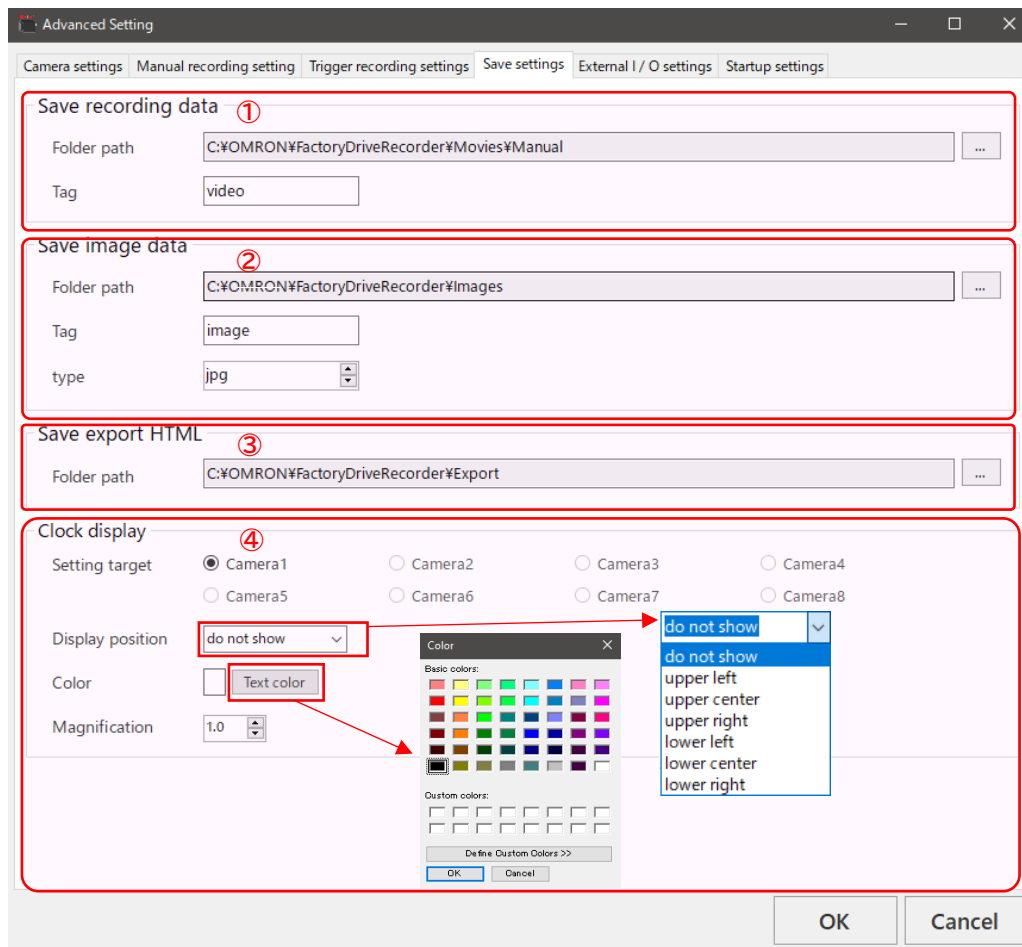 Advanced Setting
Camera settings Manual recording setting Trigger recording settings Save settings External I / O settings Startup settings
Save recording data ①
Folder path C:¥OMRON¥FactoryDriveRecorder¥Movies¥Manual ...
Tag video
Save image data ②
Folder path C:¥OMRON¥FactoryDriveRecorder¥Images ...
Tag image
type jpg
Save export HTML ③
Folder path C:¥OMRON¥FactoryDriveRecorder¥Export ...
Clock display ④
Setting target Camera1 Camera2 Camera3 Camera4
Camera5 Camera6 Camera7 Camera8
Display position do not show
Color Text color
Magnification 1.0
Color
Basic colors:
Custom colors:
Define Custom Colors >>
OK Cancel
do not show
do not show
upper left
upper center
upper right
lower left
lower center
lower right
OK Cancel